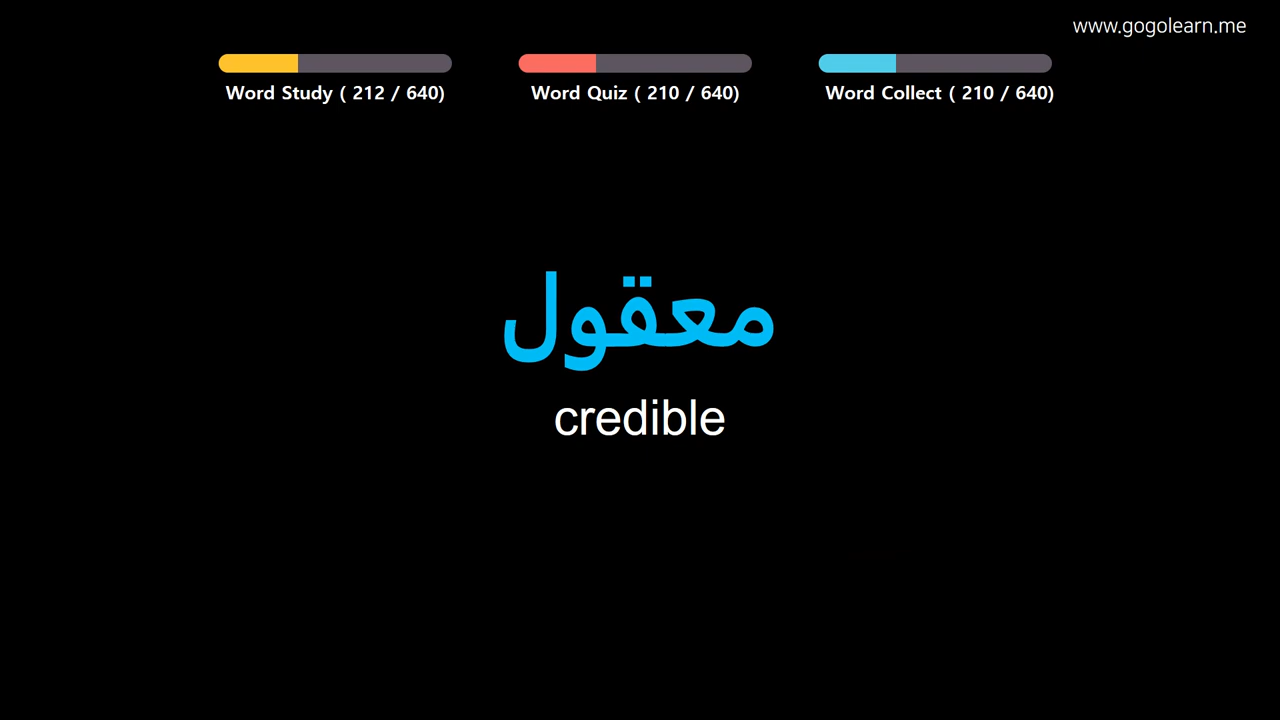 www.gogolearn.me
Word Study ( 212 / 640)
Word Quiz ( 210 / 640)
Word Collect ( 210 / 640)
معقول
credible